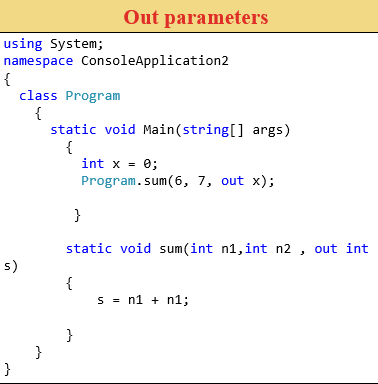 Out parameters
using System;
namespace ConsoleApplication2
{
class Program
{
static void Main(string[] args)
{
int x = 0;
Program.sum(6, 7, out x);
}
static void sum(int n1,int n2 , out int
s)
{
s = n1 + n1;
}
}
}